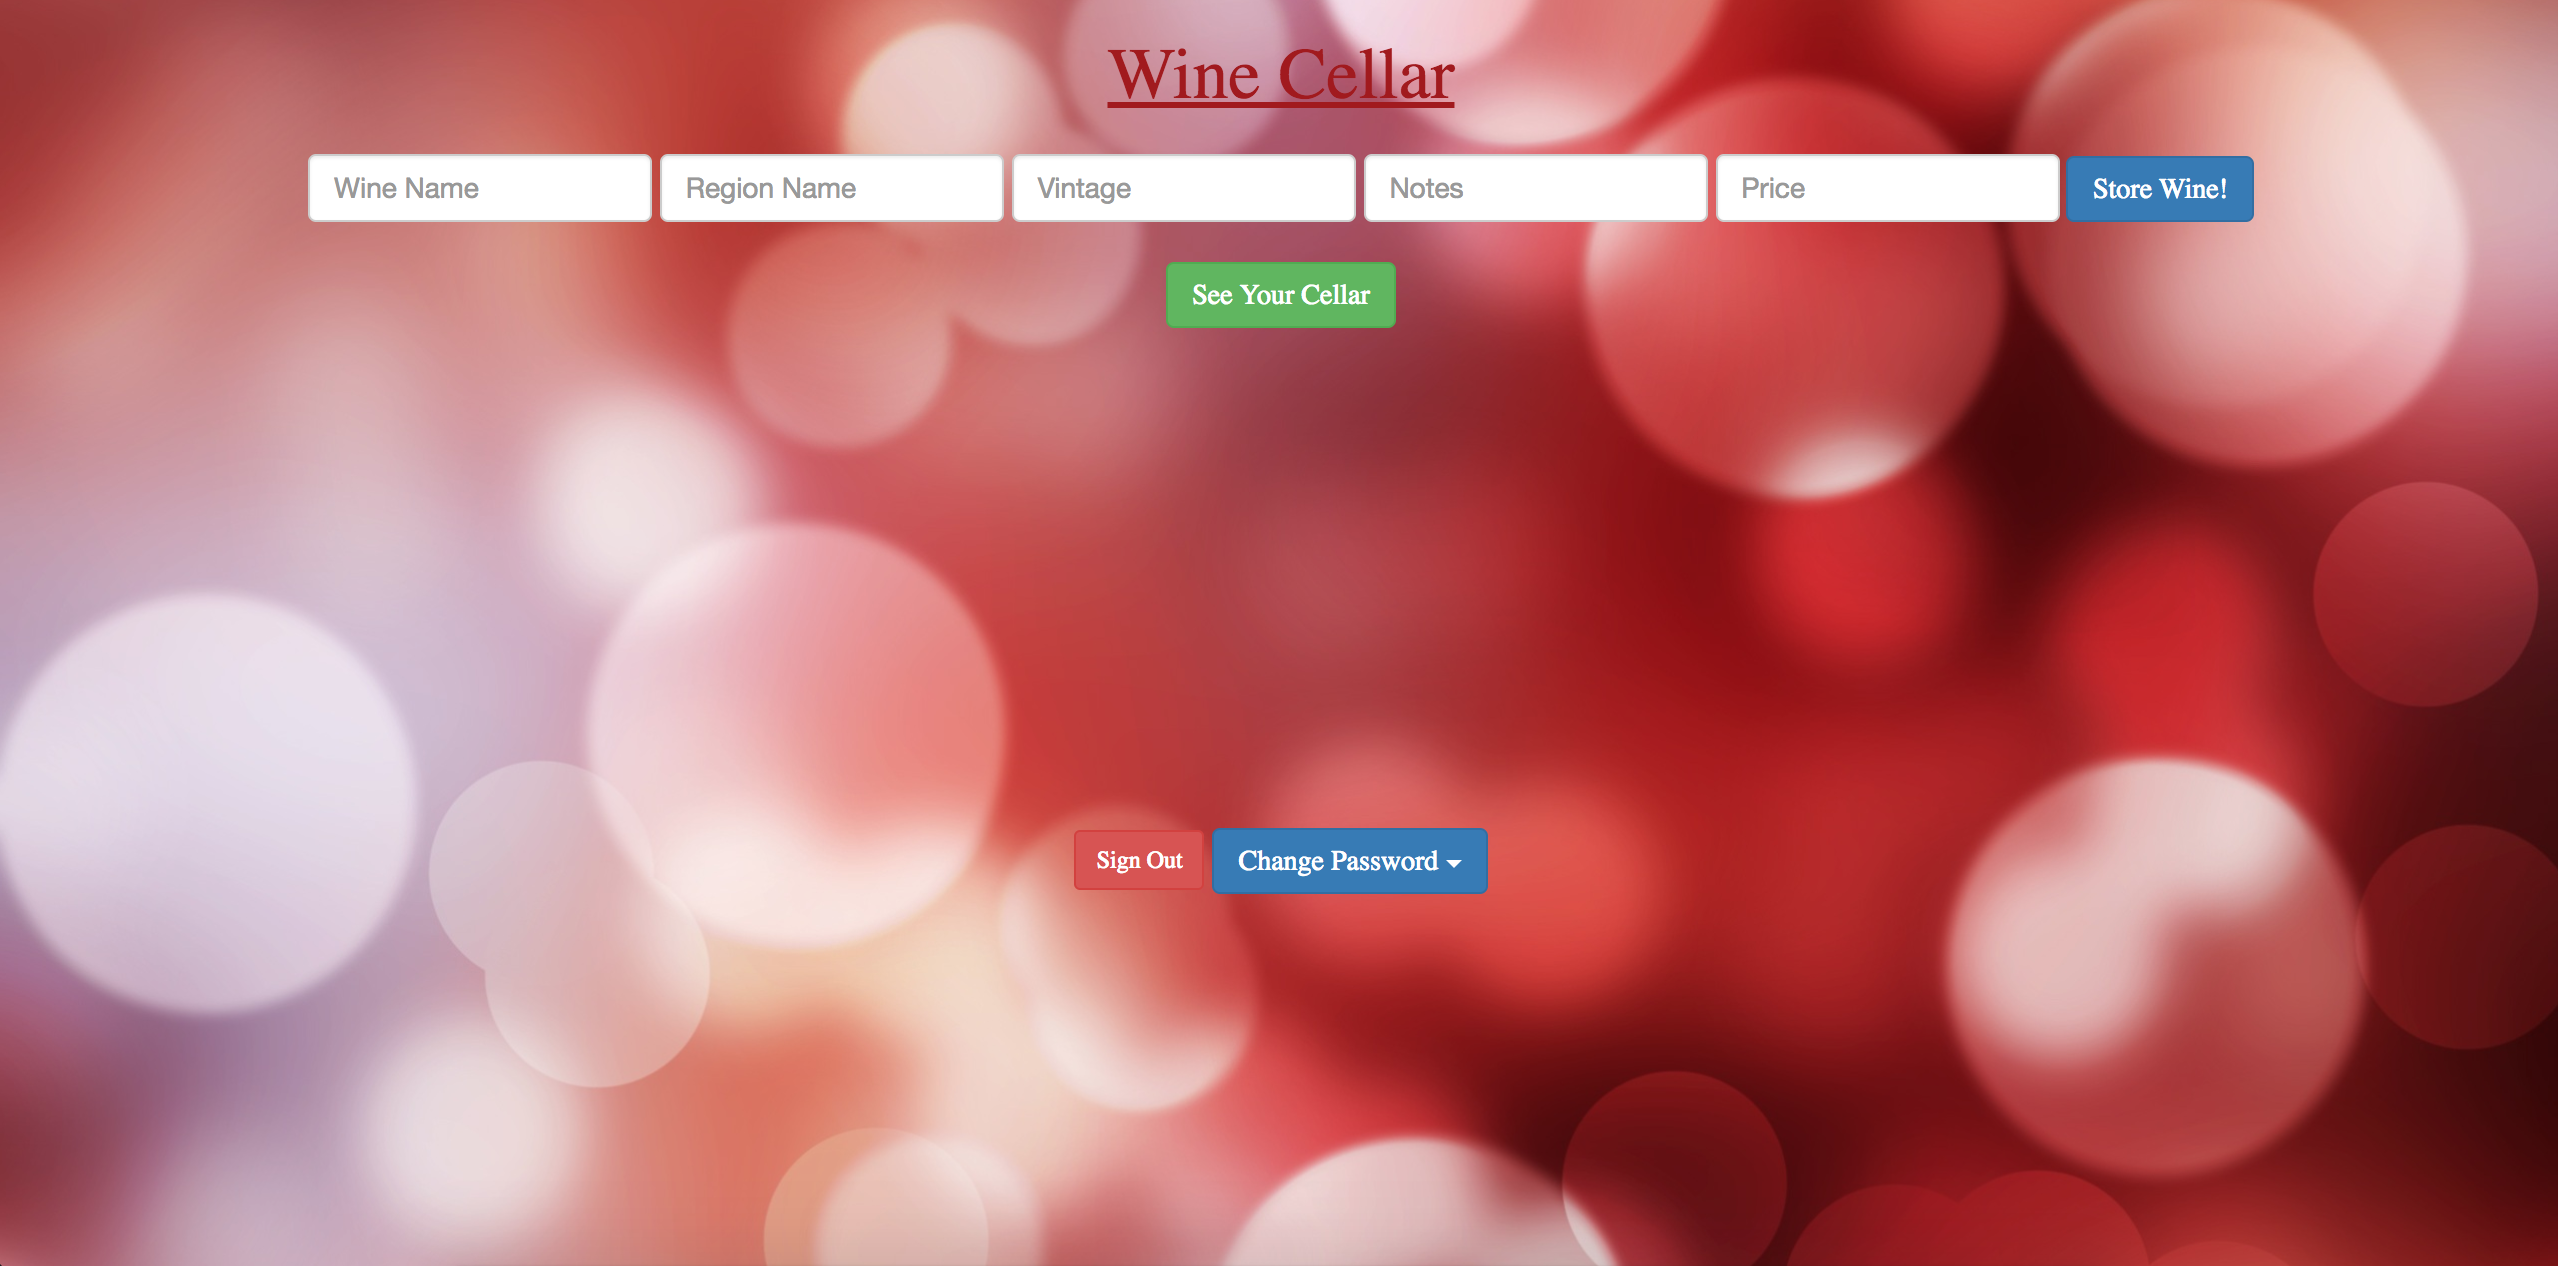 Wine Cellar
Wine Name Region Name Vintage Notes Price Store Wine!
See Your Cellar
Sign Out Change Password